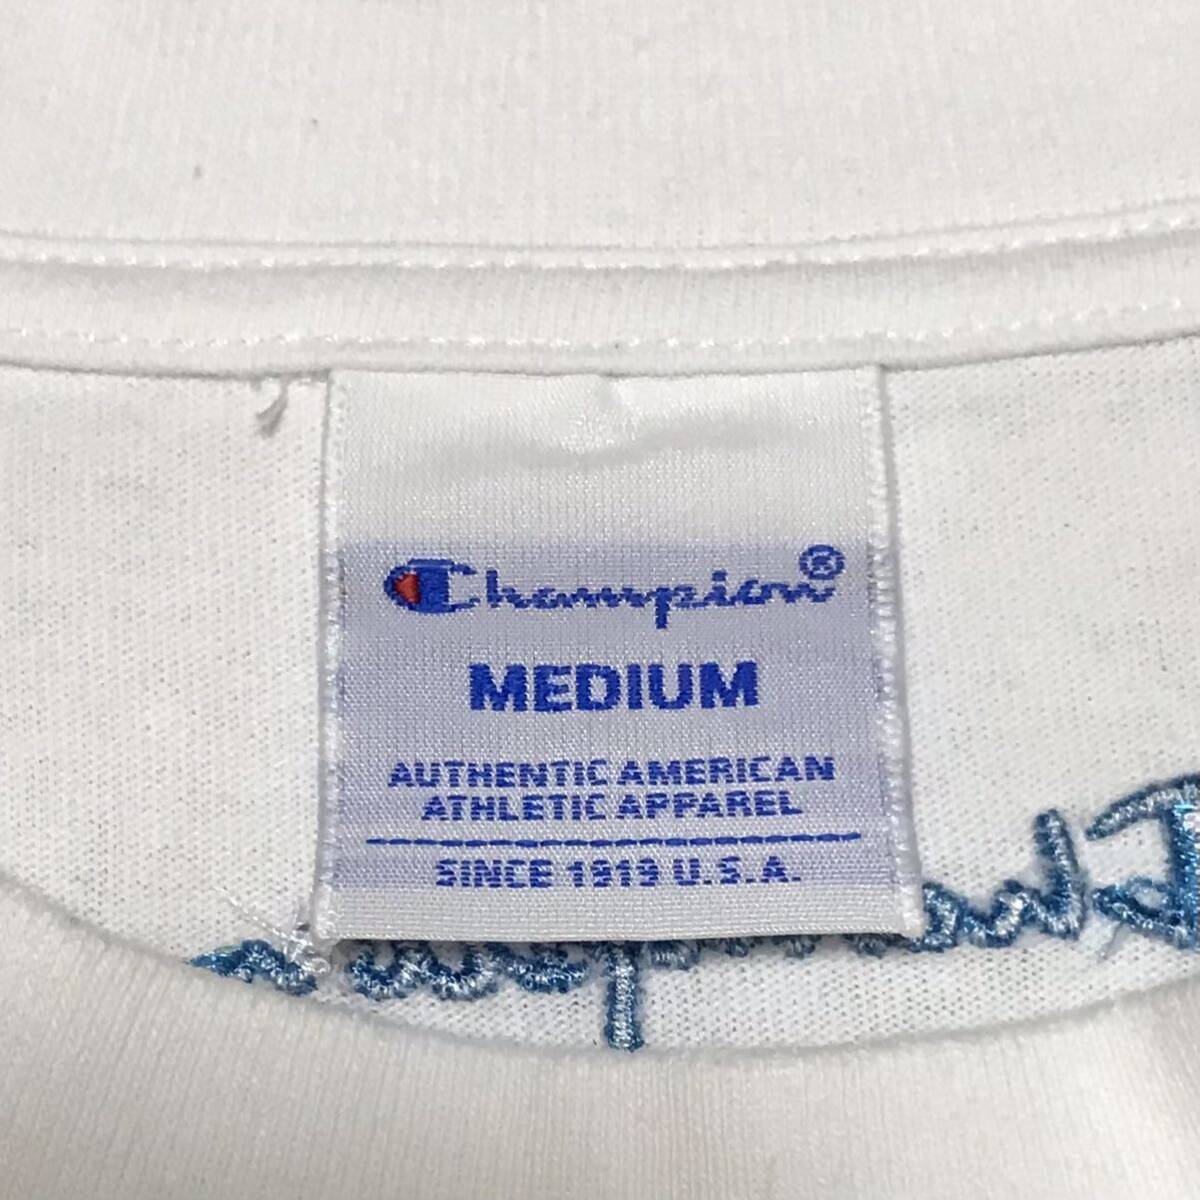 Champion®
MEDIUM
AUTHENTIC AMERICAN
ATHLETIC APPAREL
SINCE 1919 U.S.A.